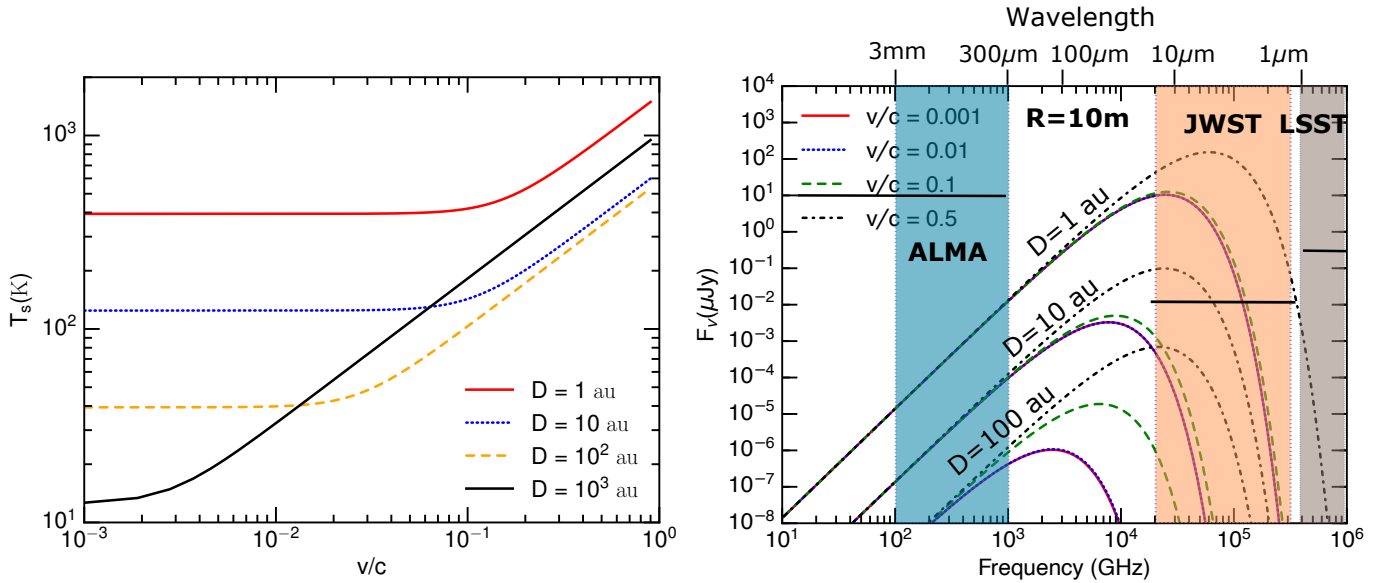 10³
10²
10¹
T_s(K)
10⁻³
10⁻²
10⁻¹
10⁰
v/c
D = 1 au
D = 10 au
D = 10² au
D = 10³ au
Wavelength
3mm
300μm
100μm
10μm
1μm
10⁴
10³
10²
10¹
10⁰
10⁻¹
10⁻²
10⁻³
10⁻⁴
10⁻⁵
10⁻⁶
10⁻⁷
10⁻⁸
F_ν(μJy)
v/c = 0.001
v/c = 0.01
v/c = 0.1
v/c = 0.5
R=10m
JWST
LSST
ALMA
D=1 au
D=10 au
D=100 au
10¹
10²
10³
10⁴
10⁵
10⁶
Frequency (GHz)